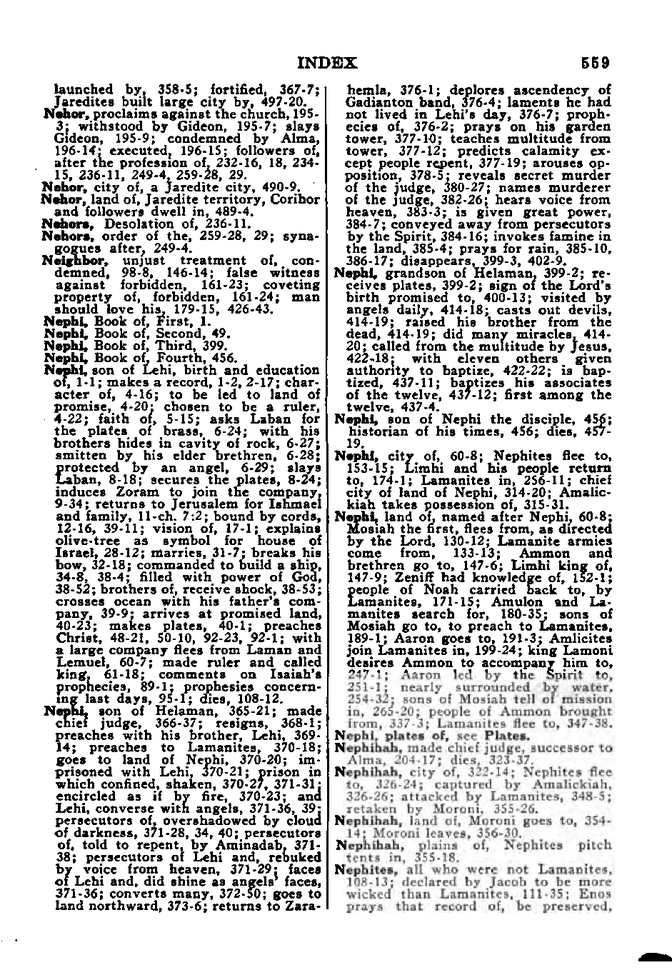 INDEX 559
launched by, 358-5; fortified, 367-7;
Jaredites built large city by, 497-20.
Nehor, proclaims against the church, 195-
3; withstood by Gideon, 195-7; slays
Gideon, 195-9; condemned by Alma,
196-14; executed, 196-15; followers of,
after the profession of, 232-16, 18, 234-
15, 236-11, 249-4, 259-28, 29.
Nehor, city of, a Jaredite city, 490-9.
Nehor, land of, Jaredite territory, Corihor
and followers dwell in, 489-4.
Nehors, Desolation of, 236-11.
Nehors, order of the, 259-28, 29; syna-
gogues after, 249-4.
Neighbor, unjust treatment of, con-
demned, 98-8, 146-14; false witness
against forbidden, 161-23; coveting
property of, forbidden, 161-24; man
should love his, 179-15, 426-43.
Nephi, Book of, First, 1.
Nephi, Book of, Second, 49.
Nephi, Book of, Third, 399.
Nephi, Book of, Fourth, 456.
Nephi, son of Lehi, birth and education
of, 1-1; makes a record, 1-2, 2-17; char-
acter of, 4-16; to be led to land of
promise, 4-20; chosen to be a ruler,
4-22; faith of, 5-15; asks Laban for
the plates of brass, 6-24; with his
brothers hides in cavity of rock, 6-27;
smitten by his elder brethren, 6-28;
protected by an angel, 6-29; slays
Laban, 8-18; secures the plates, 8-24;
induces Zoram to join the company,
9-34; returns to Jerusalem for Ishmael
and family, 11-ch. 7:2; bound by cords,
12-16, 39-11; vision of, 17-1; explains
olive-tree as symbol for house of
Israel, 28-12; marries, 31-7; breaks his
bow, 32-18; commanded to build a ship,
34-8, 38-4; filled with power of God,
38-52; brothers of, receive shock, 38-53;
crosses ocean with his father's com-
pany, 39-9; arrives at promised land,
40-23; makes plates, 40-1; preaches
Christ, 48-21, 50-10, 92-23, 92-1; with
a large company flees from Laman and
Lemuel, 60-7; made ruler and called
king, 61-18; comments on Isaiah's
prophecies, 89-1; prophesies concern-
ing last days, 95-1; dies, 108-12.
Nephi, son of Helaman, 365-21; made
chief judge, 366-37; resigns, 368-1;
preaches with his brother, Lehi, 369-
14; preaches to Lamanites, 370-18;
goes to land of Nephi, 370-20; im-
prisoned with Lehi, 370-21; prison in
which confined, shaken, 370-27, 371-31;
encircled as if by fire, 370-23; and
Lehi, converse with angels, 371-36, 39;
persecutors of, overshadowed by cloud
of darkness, 371-28, 34, 40; persecutors
of, told to repent, by Aminadab, 371-
38; persecutors of Lehi and, rebuked
by voice from heaven, 371-29; faces
of Lehi and, did shine as angels' faces,
371-36; converts many, 372-50; goes to
land northward, 373-6; returns to Zara-
hemla, 376-1; deplores ascendency of
Gadianton band, 376-4; laments he had
not lived in Lehi's day, 376-7; proph-
ecies of, 376-2; prays on his garden
tower, 377-10; teaches multitude from
tower, 377-12; predicts calamity ex-
cept people repent, 377-19; arouses op-
position, 378-5; reveals secret murder
of the judge, 380-27; names murderer
of the judge, 382-26; hears voice from
heaven, 383-3; is given great power,
384-7; conveyed away from persecutors
by the Spirit, 384-16; invokes famine in
the land, 385-4; prays for rain, 385-10,
386-17; disappears, 399-3, 402-9.
Nephi, grandson of Helaman, 399-2; re-
ceives plates, 399-2; sign of the Lord's
birth promised to, 400-13; visited by
angels daily, 414-18; casts out devils,
414-19; raised his brother from the
dead, 414-19; did many miracles, 414-
20; called from the multitude by Jesus,
422-18; with eleven others given
authority to baptize, 422-22; is bap-
tized, 437-11; baptizes his associates
of the twelve, 437-12; first among the
twelve, 437-4.
Nephi, son of Nephi the disciple, 456;
historian of his times, 456; dies, 457-
19.
Nephi, city of, 60-8; Nephites flee to,
153-15; Limhi and his people return
to, 174-1; Lamanites in, 256-11; chief
city of land of Nephi, 314-20; Amalic-
kiah takes possession of, 315-31.
Nephi, land of, named after Nephi, 60-8;
Mosiah the first, flees from, as directed
by the Lord, 130-12; Lamanite armies
come from, 133-13; Ammon and
brethren go to, 147-6; Limhi king of,
147-9; Zeniff had knowledge of, 152-1;
people of Noah carried back to, by
Lamanites, 171-15; Amulon and La-
manites search for, 180-35; sons of
Mosiah go to, to preach to Lamanites,
189-1; Aaron goes to, 191-3; Amlicites
join Lamanites in, 199-24; king Lamoni
desires Ammon to accompany him to,
247-1; Aaron led by the Spirit to,
251-1; nearly surrounded by water,
254-32; sons of Mosiah tell of mission
in, 265-20; people of Ammon brought
from, 337-3; Lamanites flee to, 347-38.
Nephi, plates of, see Plates.
Nephihah, made chief judge, successor to
Alma, 204-17; dies, 323-37.
Nephihah, city of, 322-14; Nephites flee
to, 326-24; captured by Amalickiah,
326-26; attacked by Lamanites, 348-5;
retaken by Moroni, 355-26.
Nephihah, land of, Moroni goes to, 354-
14; Moroni leaves, 356-30.
Nephihah, plains of, Nephites pitch
tents in, 355-18.
Nephites, all who were not Lamanites,
108-13; declared by Jacob to be more
wicked than Lamanites, 111-35; Enos
prays that record of, be preserved,